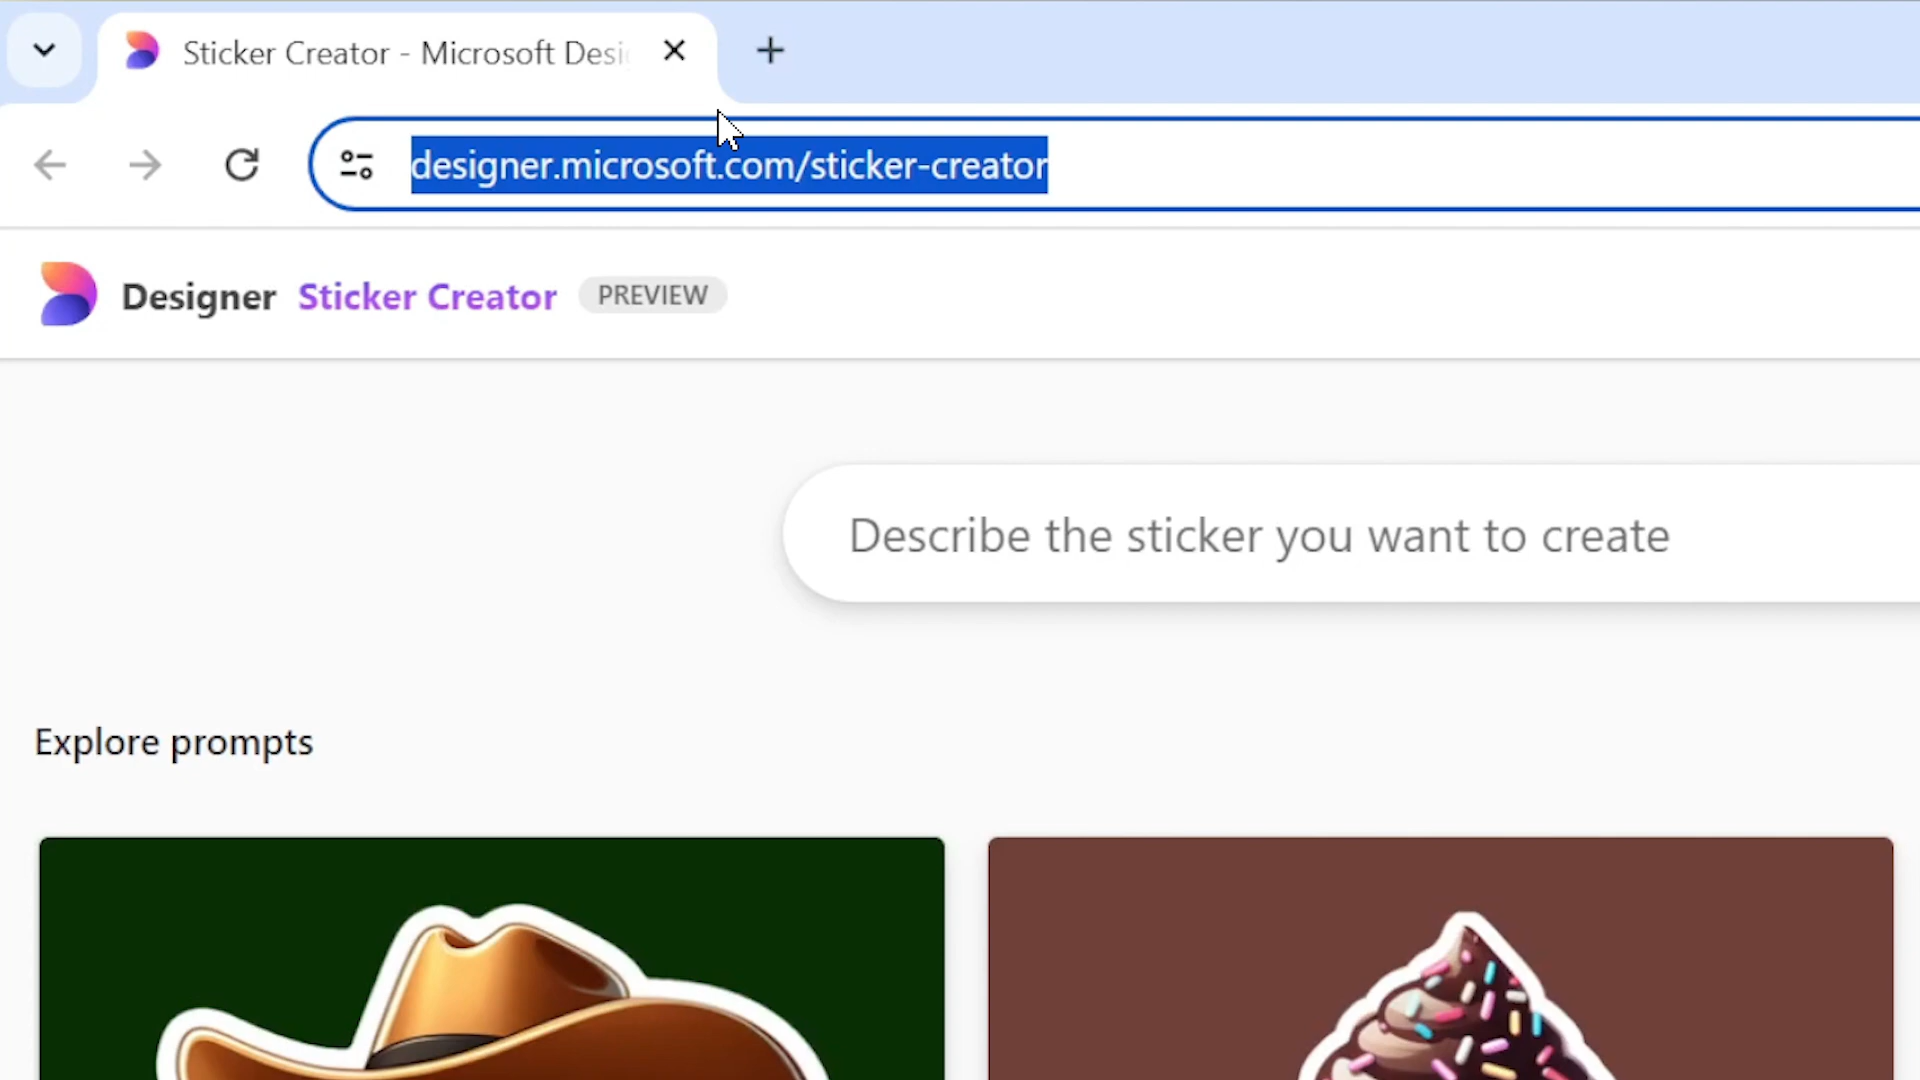 Sticker Creator - Microsoft Desi
designer.microsoft.com/sticker-creator
Designer Sticker Creator PREVIEW
Describe the sticker you want to create
Explore prompts